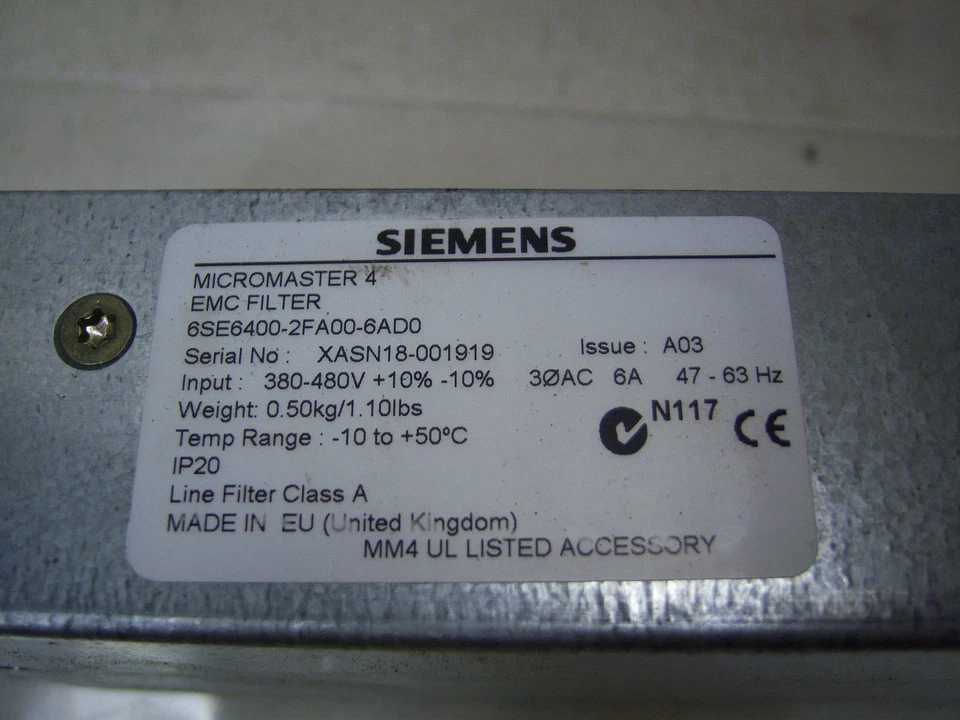 SIEMENS
MICROMASTER 4
EMC FILTER
6SE6400-2FA00-6AD0
Serial No : XASN18-001919 Issue : A03
Input : 380-480V +10% -10% 3ØAC 6A 47 - 63 Hz
Weight: 0.50kg/1.10lbs
N117 CE
Temp Range : -10 to +50ºC
IP20
Line Filter Class A
MADE IN EU (United Kingdom)
MM4 UL LISTED ACCESSORY